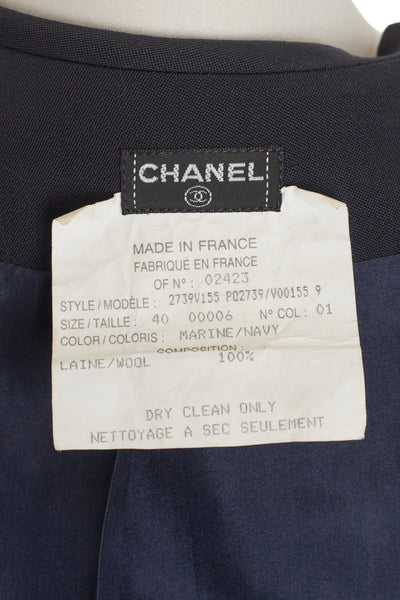 CHANEL
MADE IN FRANCE
FABRIQUÉ EN FRANCE
OF N° : 02423
STYLE/MODÈLE : 2739V155 P02739/V00155 9
SIZE/TAILLE : 40 00006 N° COL : 01
COLOR/COLORIS : MARINE/NAVY
COMPOSITION :
LAINE/WOOL 100%
DRY CLEAN ONLY
NETTOYAGE A SEC SEULEMENT